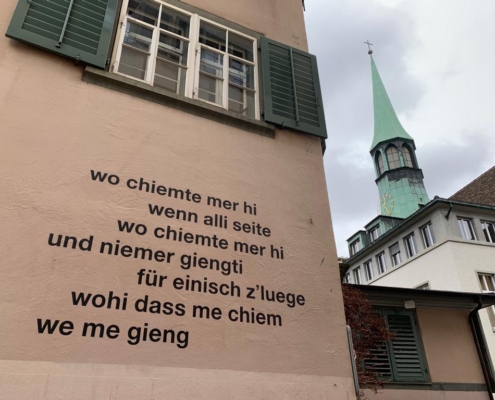 wo chiemte mer hi
wenn alli seite
wo chiemte mer hi
und niemer giengti
für einisch z'luege
wohi dass me chiem
we me gieng